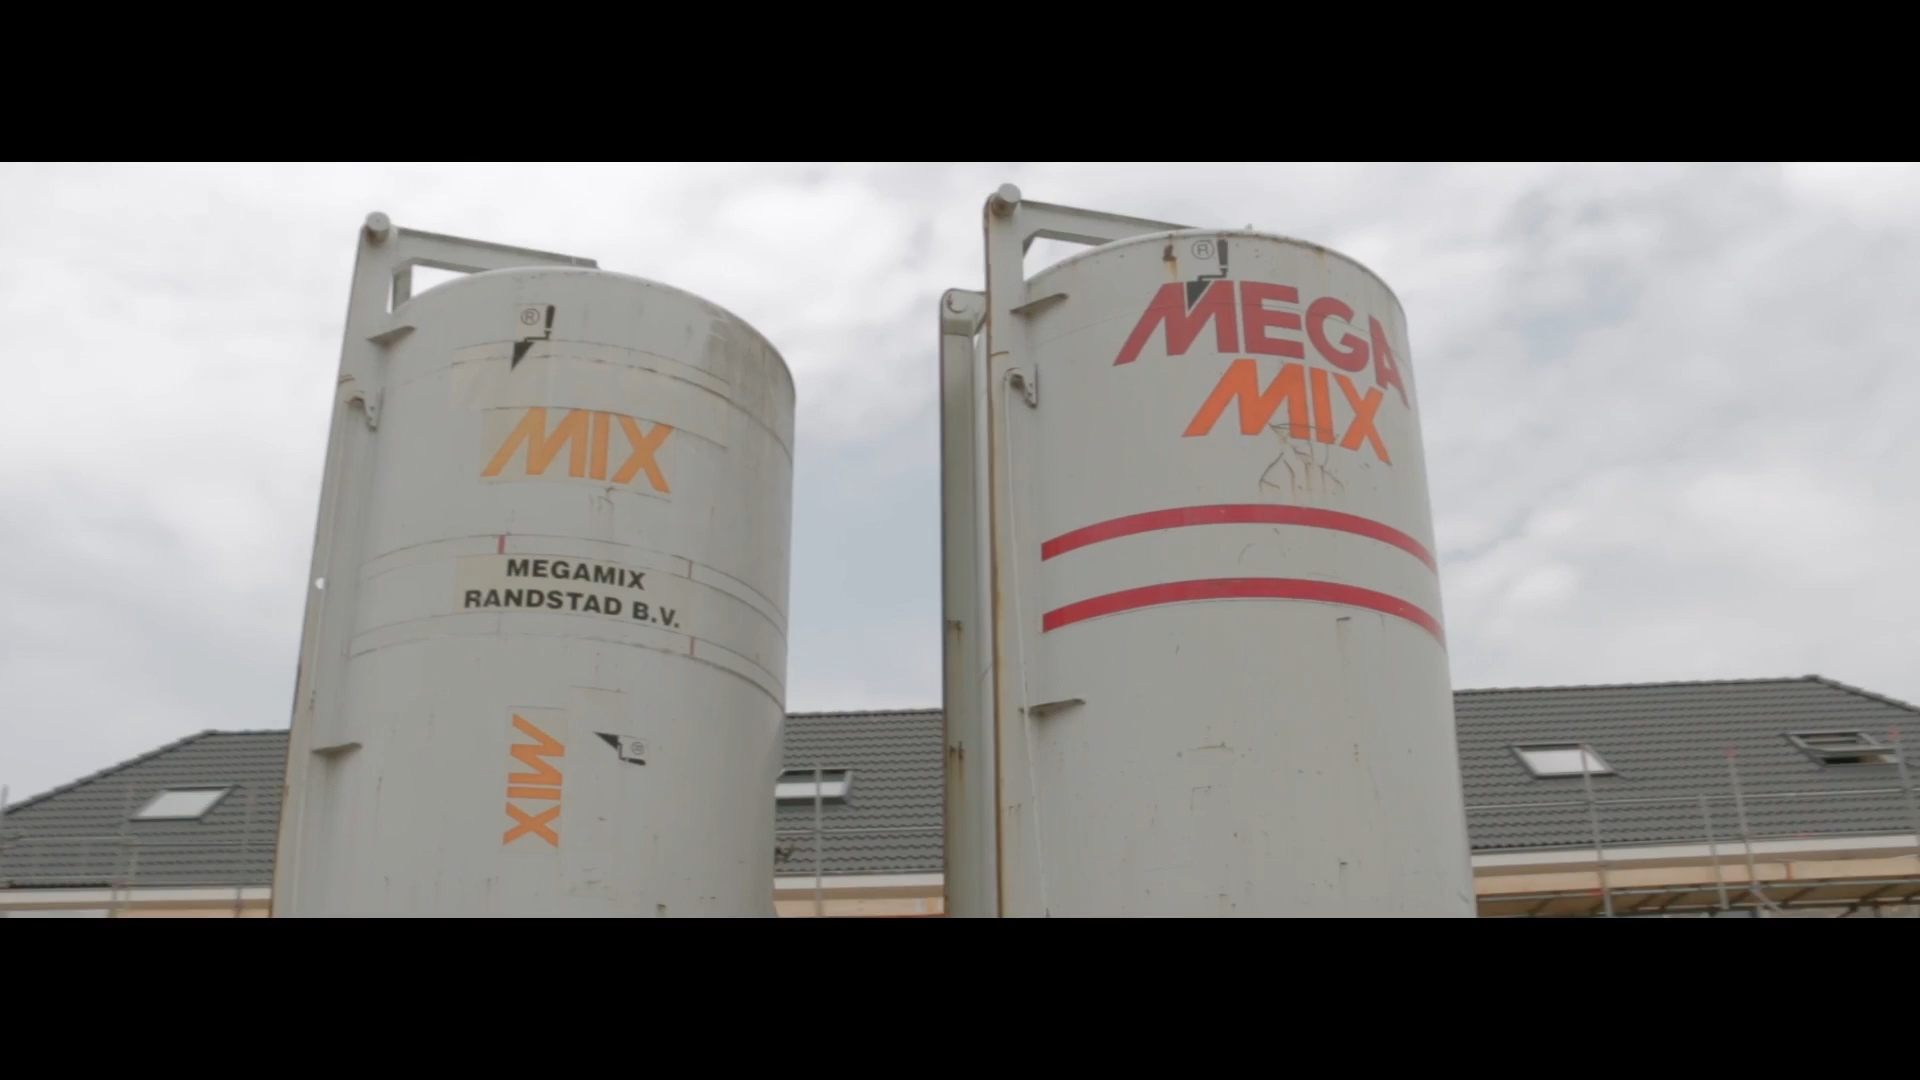 ®
MIX
MEGAMIX
RANDSTAD B.V.
MIX
®
®
MEGA
MIX